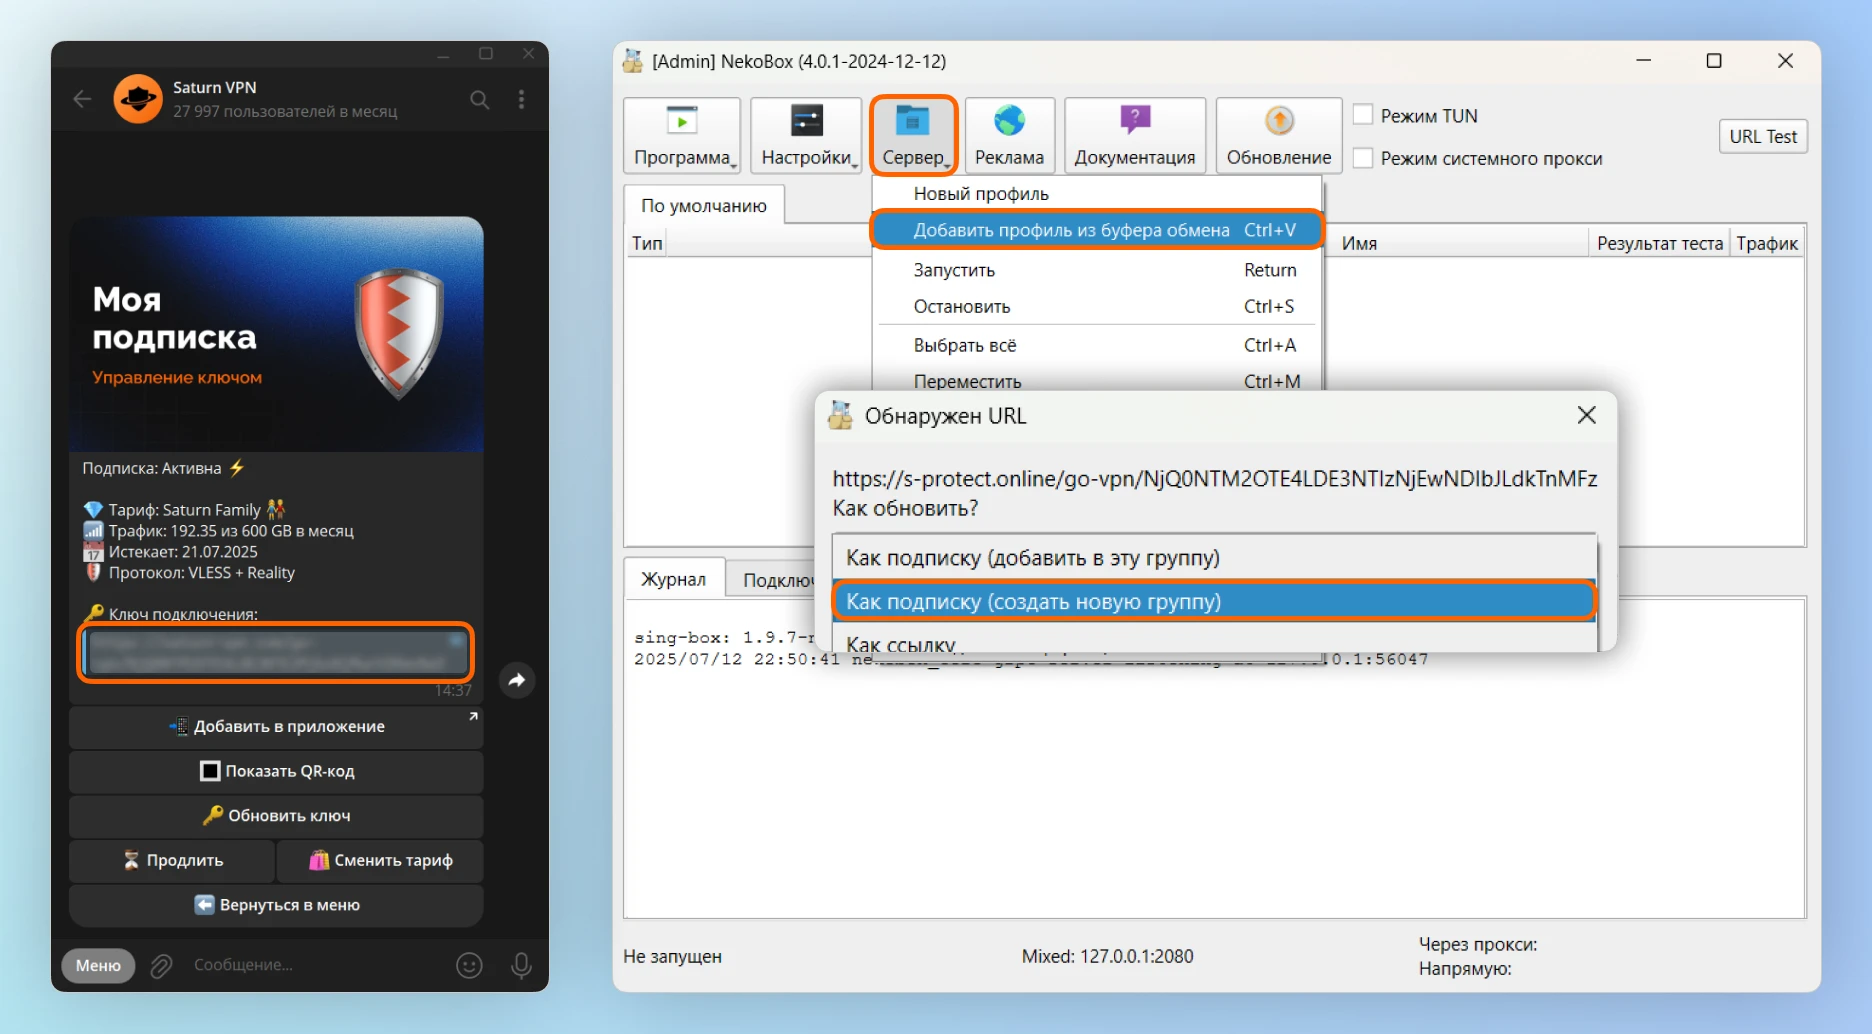 Saturn VPN
27 997 пользователей в месяц
Моя
подписка
Управление ключом
Подписка: Активна ⚡
💎 Тариф: Saturn Family 👫
📶 Трафик: 192.35 из 600 GB в месяц
17 Истекает: 21.07.2025
Протокол: VLESS + Reality
🔑 Ключ подключения:
14:37
📲 Добавить в приложение
Показать QR-код
🔑 Обновить ключ
⏳ Продлить
🛍️ Сменить тариф
⬅️ Вернуться в меню
Меню
Сообщение...
[Admin] NekoBox (4.0.1-2024-12-12)
Программа
Настройки
Сервер
Реклама
Документация
Обновление
Режим TUN
Режим системного прокси
URL Test
По умолчанию
Тип
Имя
Результат теста
Трафик
Новый профиль
Добавить профиль из буфера обмена Ctrl+V
Запустить Return
Остановить Ctrl+S
Выбрать всё Ctrl+A
Переместить Ctrl+M
Обнаружен URL
https://s-protect.online/go-vpn/NjQ0NTM2OTE4LDE3NTIzNjEwNDIbJLdkTnMFz
Как обновить?
Как подписку (добавить в эту группу)
Как подписку (создать новую группу)
Как ссылку
Журнал
sing-box: 1.9.7-
2025/07/12 22:50:41
.0.1:56047
Не запущен
Mixed: 127.0.0.1:2080
Через прокси:
Напрямую: